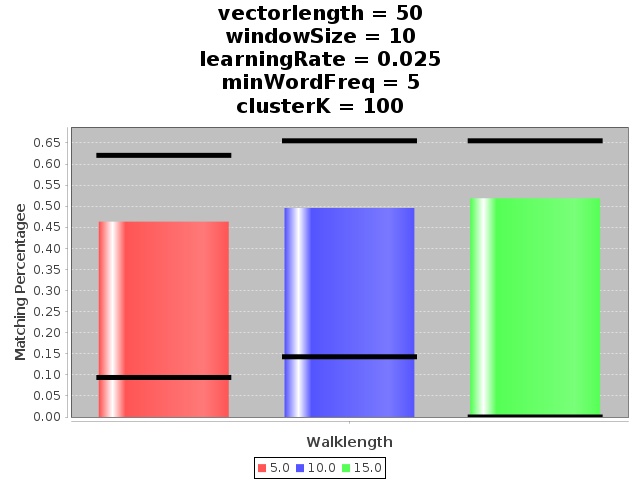 vectorlength = 50
windowSize = 10
learningRate = 0.025
minWordFreq = 5
clusterK = 100
0.65
0.60
0.55
0.50
0.45
0.40
0.35
0.30
0.25
0.20
0.15
0.10
0.05
0.00
Matching Percentagee
Walklength
5.0 10.0 15.0